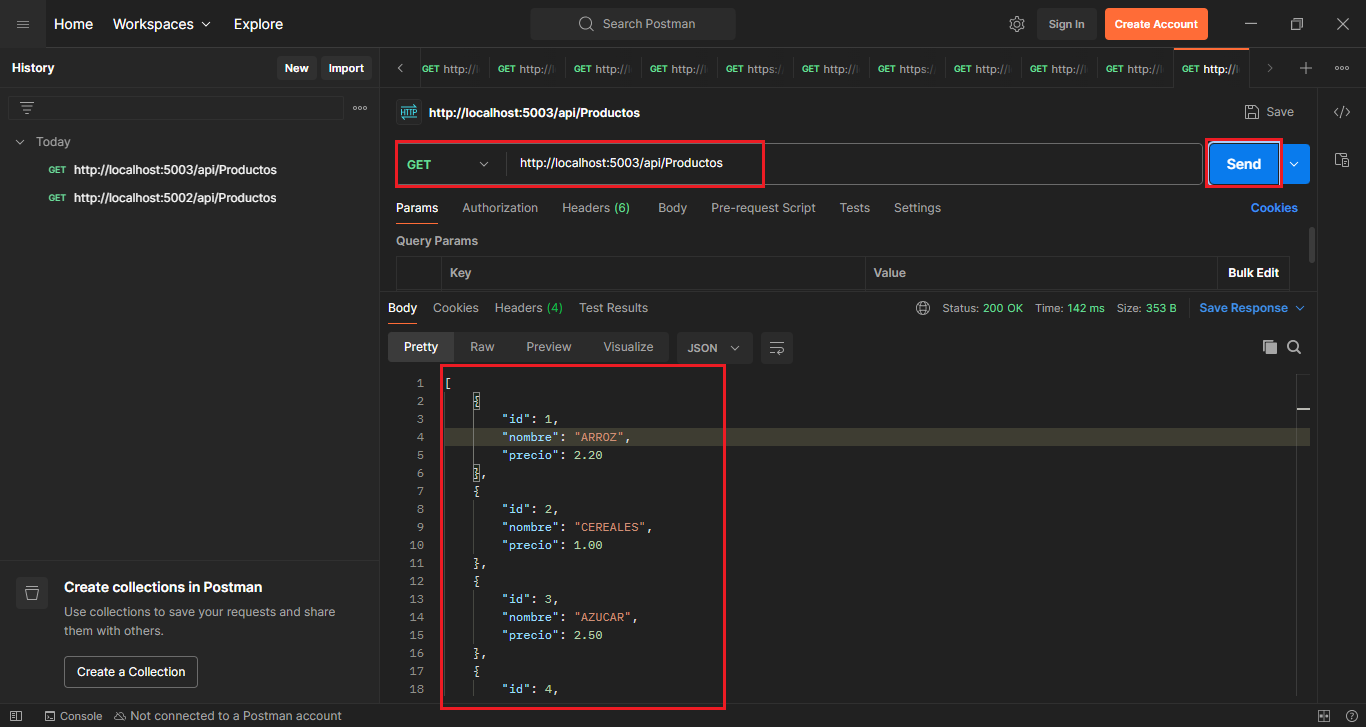 Home Workspaces Explore Search Postman Sign In Create Account
History New Import
GET http://l GET http://l GET http://l GET http://l GET https: GET http://l GET https: GET http://l GET http://l GET http://l GET http://l
HTTP http://localhost:5003/api/Productos Save </>
Today
GET http://localhost:5003/api/Productos
GET http://localhost:5002/api/Productos
GET http://localhost:5003/api/Productos Send
Params Authorization Headers (6) Body Pre-request Script Tests Settings Cookies
Query Params
Key Value Bulk Edit
Body Cookies Headers (4) Test Results Status: 200 OK Time: 142 ms Size: 353 B Save Response
Pretty Raw Preview Visualize JSON
1 [
2 {
3 "id": 1,
4 "nombre": "ARROZ",
5 "precio": 2.20
6 },
7 {
8 "id": 2,
9 "nombre": "CEREALES",
10 "precio": 1.00
11 },
12 {
13 "id": 3,
14 "nombre": "AZUCAR",
15 "precio": 2.50
16 },
17 {
18 "id": 4,
Create collections in Postman
Use collections to save your requests and share
them with others.
Create a Collection
Console Not connected to a Postman account